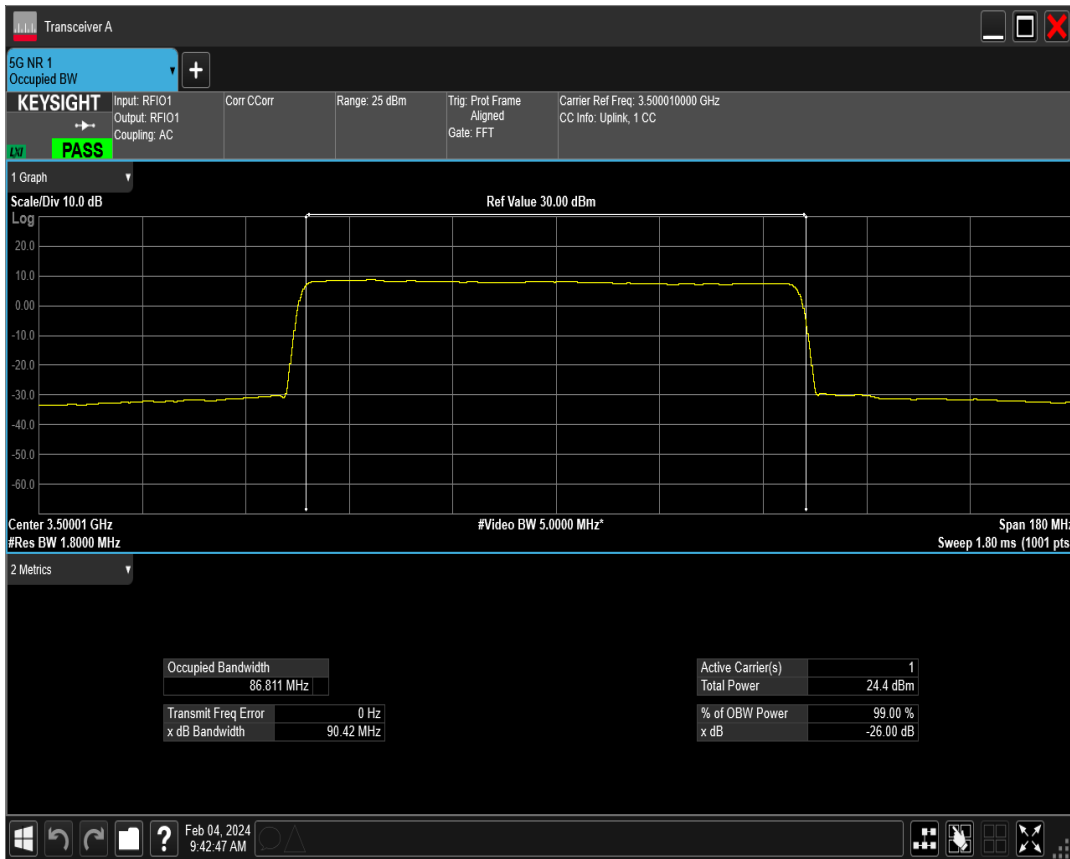 Transceiver A
5G NR 1
Occupied BW
KEYSIGHT
LXI
PASS
Input: RFIO1
Output: RFIO1
Coupling: AC
Corr CCorr
Range: 25 dBm
Trig: Prot Frame
Aligned
Gate: FFT
Carrier Ref Freq: 3.500010000 GHz
CC Info: Uplink, 1 CC
1 Graph
Scale/Div 10.0 dB
Ref Value 30.00 dBm
Log
20.0
10.0
0.00
-10.0
-20.0
-30.0
-40.0
-50.0
-60.0
Center 3.50001 GHz
#Video BW 5.0000 MHz*
Span 180 MHz
#Res BW 1.8000 MHz
Sweep 1.80 ms (1001 pts
2 Metrics
Occupied Bandwidth
86.811 MHz
Transmit Freq Error 0 Hz
x dB Bandwidth 90.42 MHz
Active Carrier(s) 1
Total Power 24.4 dBm
% of OBW Power 99.00 %
x dB -26.00 dB
?
Feb 04, 2024
9:42:47 AM